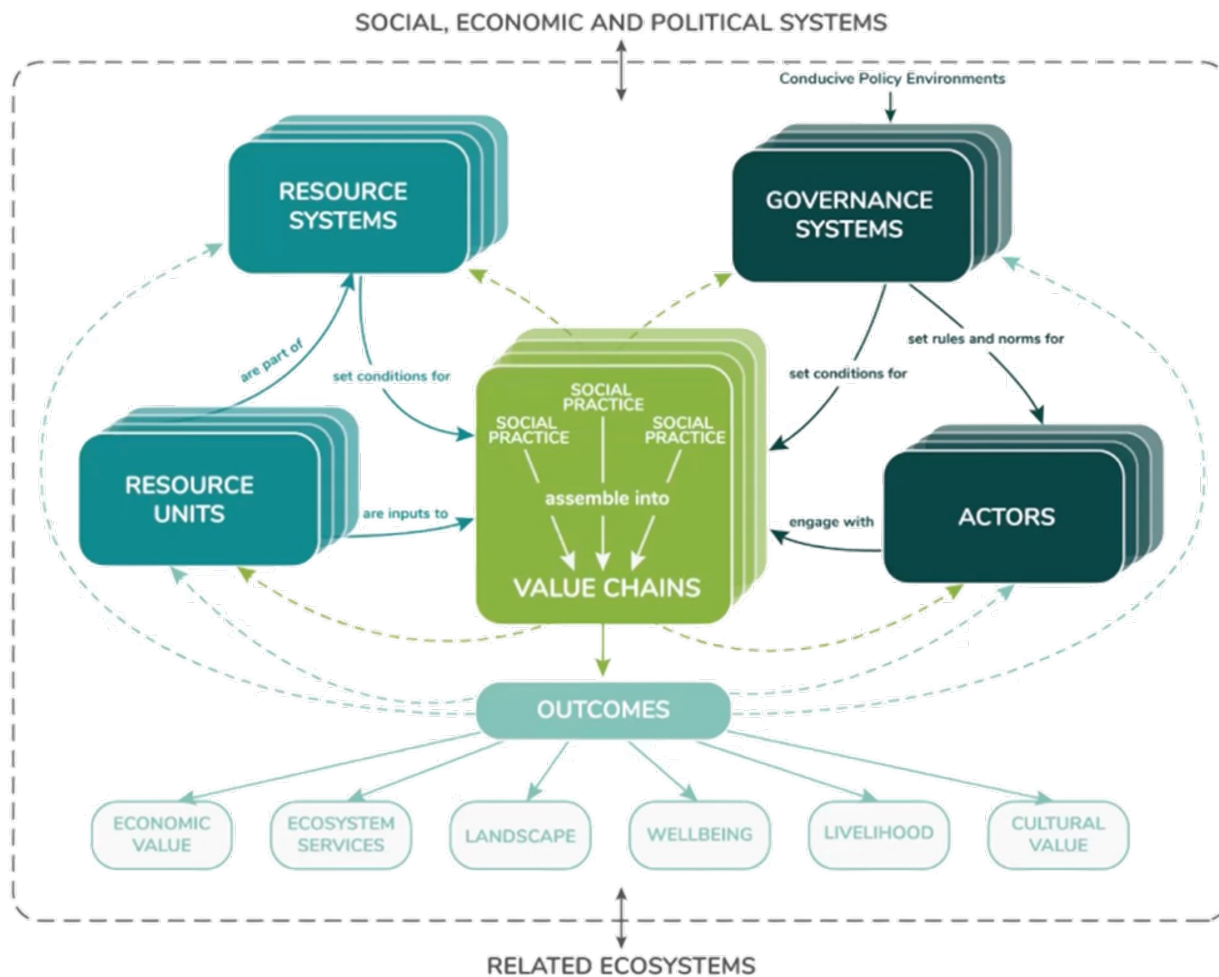 SOCIAL, ECONOMIC AND POLITICAL SYSTEMS
Conducive Policy Environments
RESOURCE
SYSTEMS
GOVERNANCE
SYSTEMS
are part of
set conditions for
set conditions for
set rules and norms for
SOCIAL
PRACTICE
SOCIAL
PRACTICE
SOCIAL
PRACTICE
assemble into
VALUE CHAINS
RESOURCE
UNITS
are inputs to
engage with
ACTORS
OUTCOMES
ECONOMIC
VALUE
ECOSYSTEM
SERVICES
LANDSCAPE
WELLBEING
LIVELIHOOD
CULTURAL
VALUE
RELATED ECOSYSTEMS